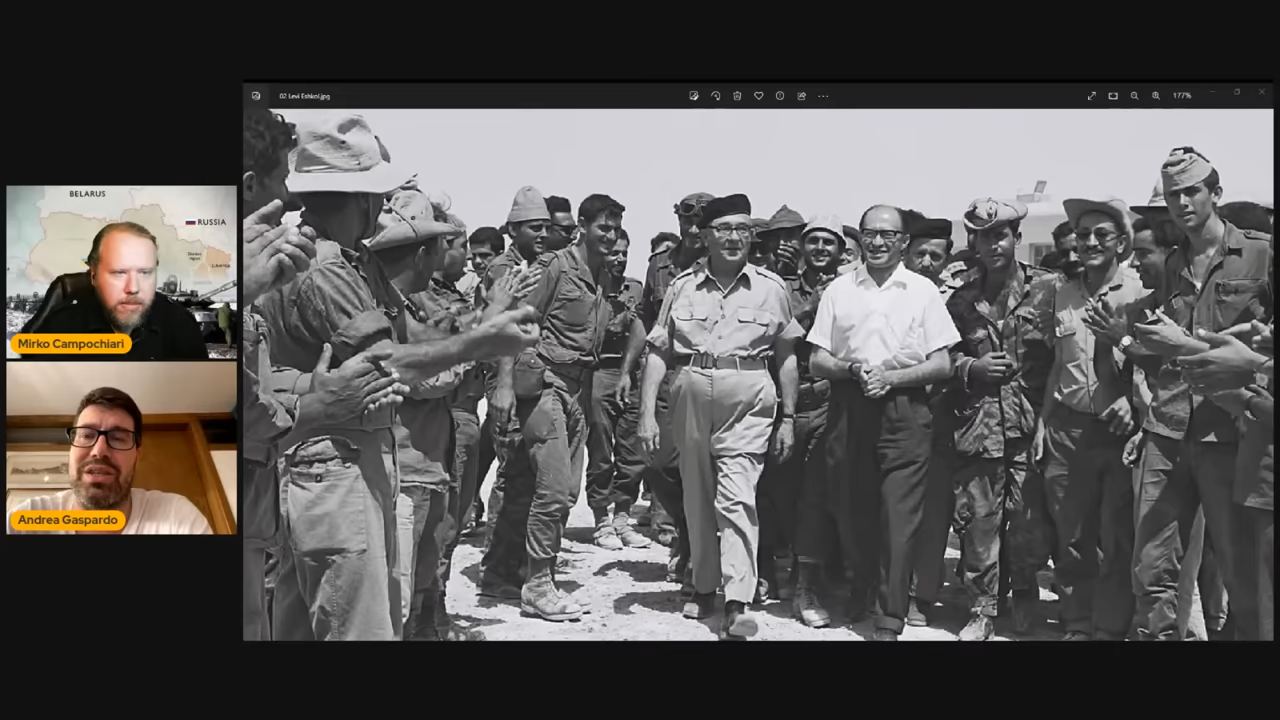 02 Levi Eshkol.jpg
177%
BELARUS
RUSSIA
Mirko Campochiari
Andrea Gaspardo